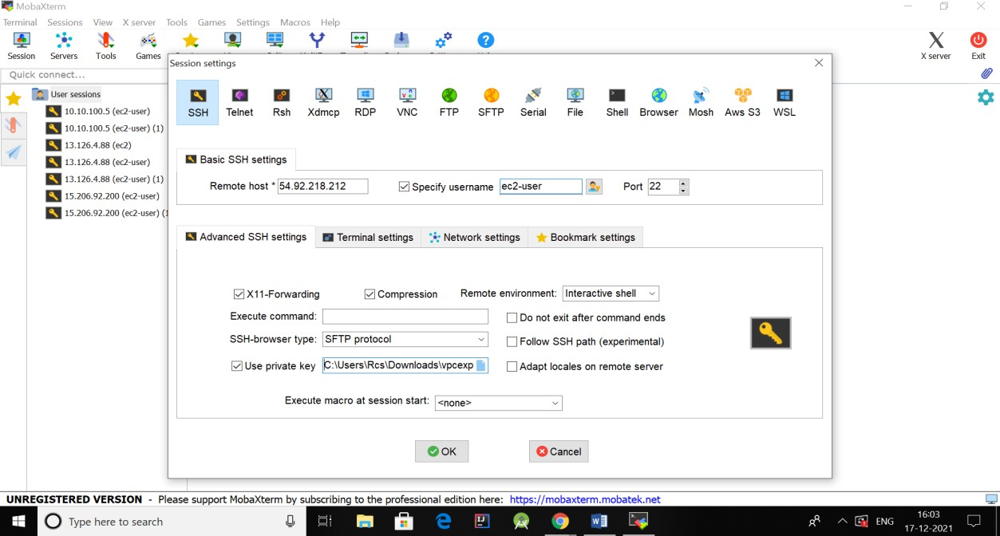 MobaXterm
Terminal Sessions View X server Tools Games Settings Macros Help
Session Servers Tools Games X server Exit
Quick connect...
Session settings
SSH Telnet Rsh Xdmcp RDP VNC FTP SFTP Serial File Shell Browser Mosh Aws S3 WSL
User sessions
10.10.100.5 (ec2-user)
10.10.100.5 (ec2-user) (1)
13.126.4.88 (ec2)
13.126.4.88 (ec2-user)
13.126.4.88 (ec2-user) (1)
15.206.92.200 (ec2-user)
15.206.92.200 (ec2-user) (1
Basic SSH settings
Remote host * 54.92.218.212 Specify username ec2-user Port 22
Advanced SSH settings Terminal settings Network settings Bookmark settings
X11-Forwarding Compression Remote environment: Interactive shell
Execute command: Do not exit after command ends
SSH-browser type: SFTP protocol Follow SSH path (experimental)
Use private key C:\Users\Rcs\Downloads\vpcexp Adapt locales on remote server
Execute macro at session start: <none>
OK Cancel
UNREGISTERED VERSION - Please support MobaXterm by subscribing to the professional edition here: https://mobaxterm.mobatek.net
Type here to search
ENG
16:03
17-12-2021